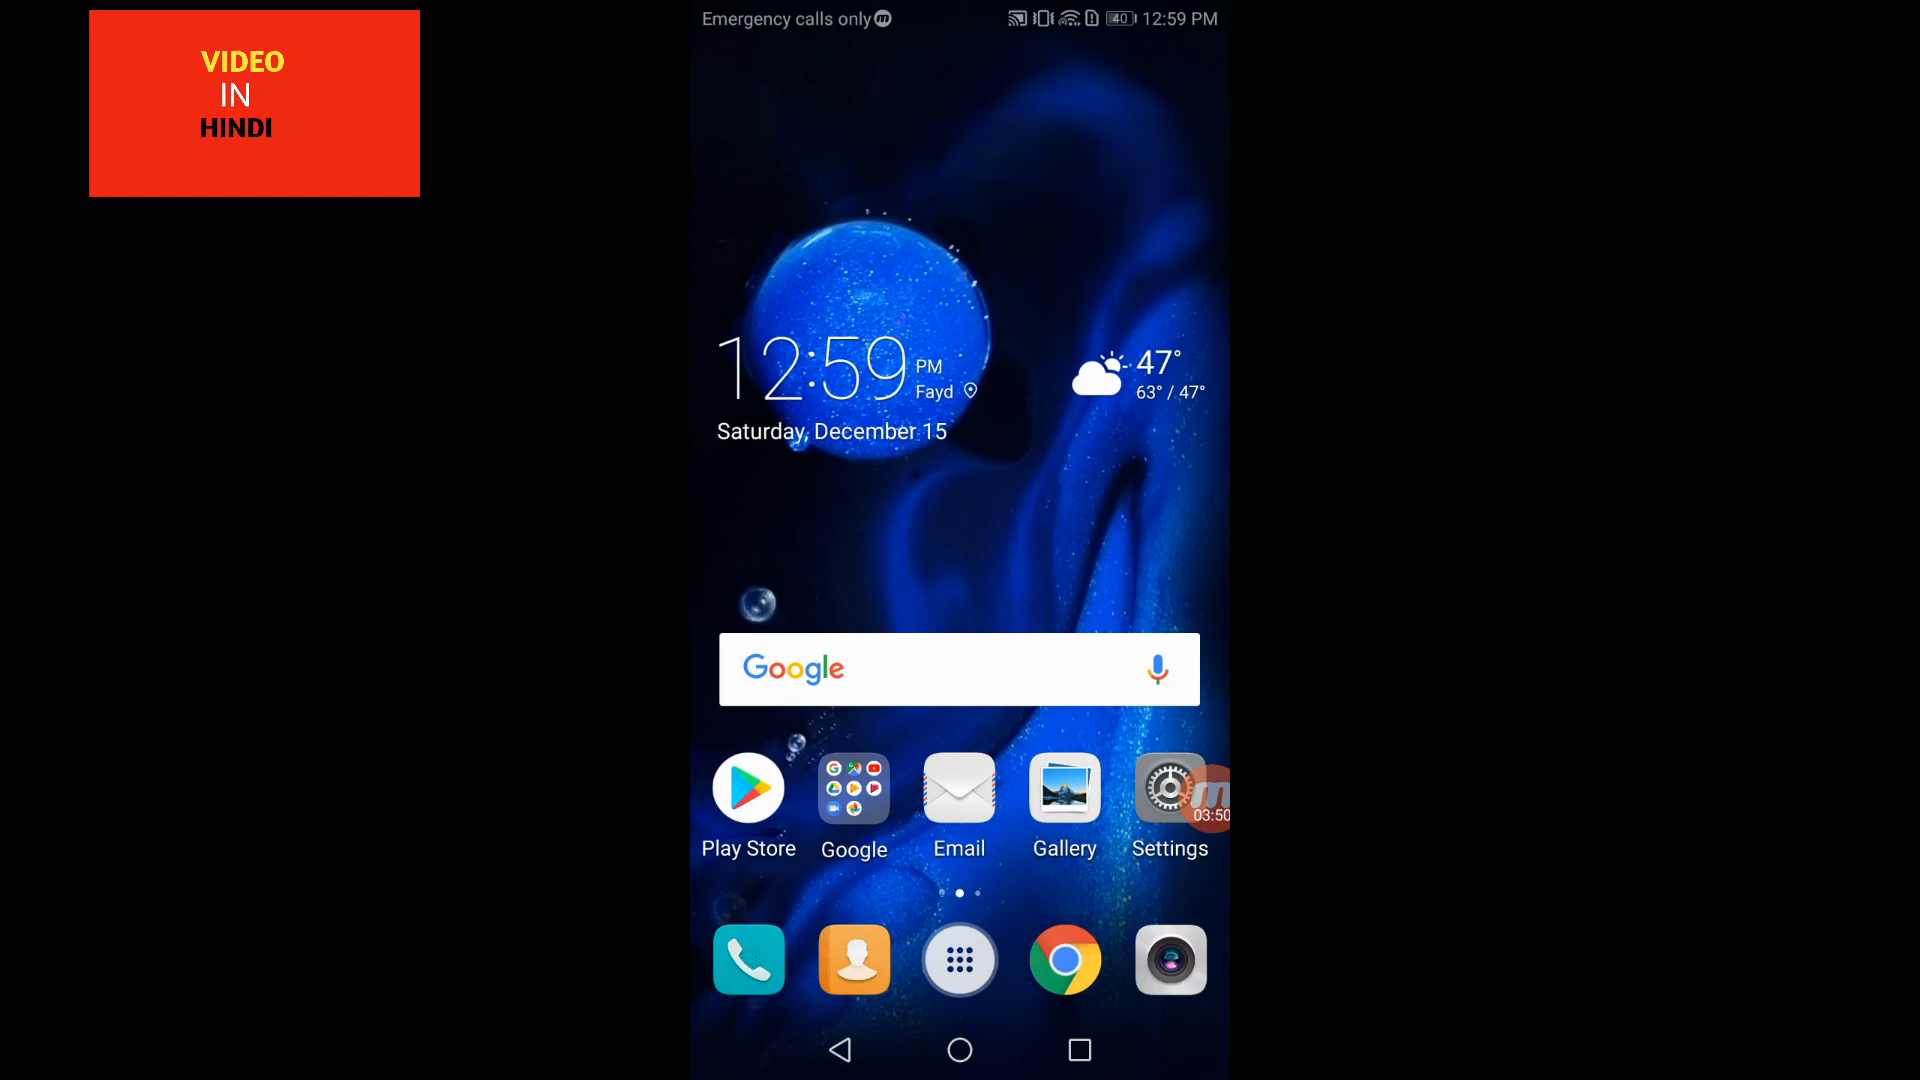 VIDEO
IN
HINDI
Emergency calls only
40 12:59 PM
12:59 PM
Fayd
Saturday, December 15
47°
63° / 47°
Google
03:50
Play Store Google Email Gallery Settings